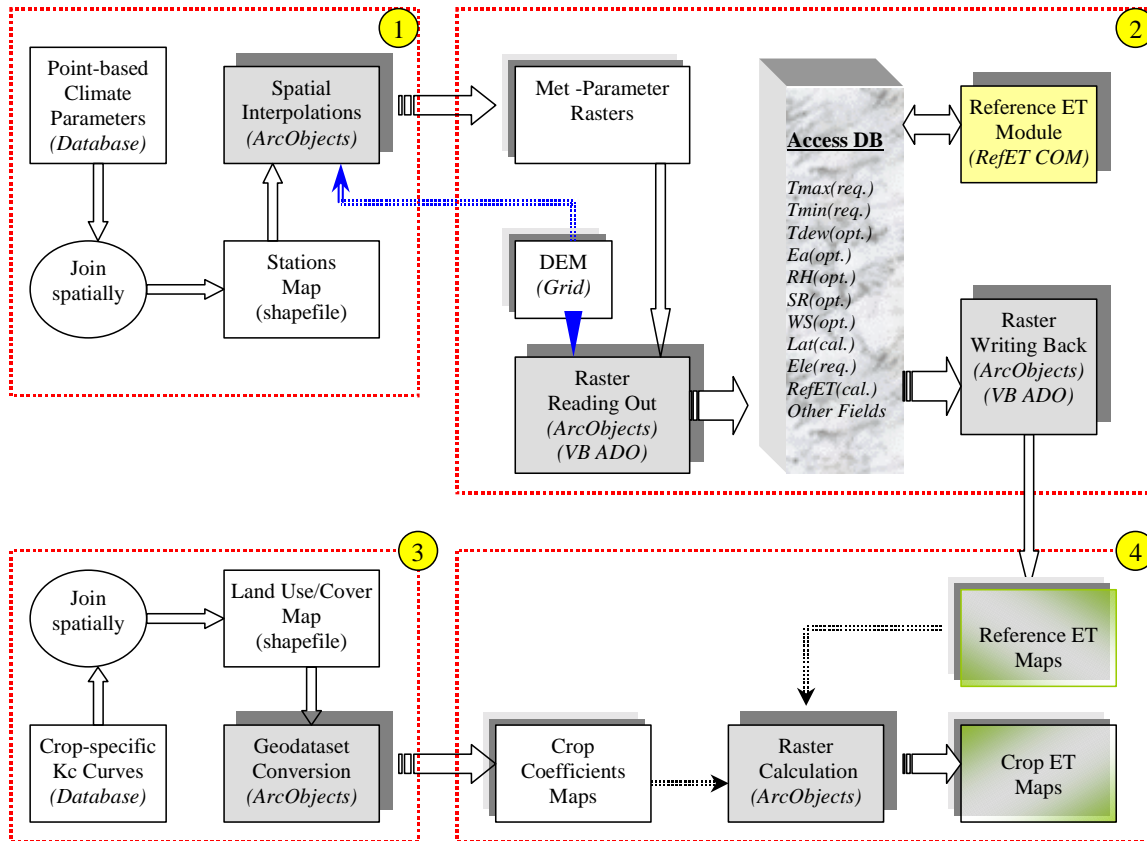 1
Point-based
Climate
Parameters
(Database)
Spatial
Interpolations
(ArcObjects)
Join
spatially
Stations
Map
(shapefile)
2
Met -Parameter
Rasters
DEM
(Grid)
Raster
Reading Out
(ArcObjects)
(VB ADO)
Access DB
Tmax(req.)
Tmin(req.)
Tdew(opt.)
Ea(opt.)
RH(opt.)
SR(opt.)
WS(opt.)
Lat(cal.)
Ele(req.)
RefET(cal.)
Other Fields
Reference ET
Module
(RefET COM)
Raster
Writing Back
(ArcObjects)
(VB ADO)
3
Join
spatially
Land Use/Cover
Map
(shapefile)
Crop-specific
Kc Curves
(Database)
Geodataset
Conversion
(ArcObjects)
4
Reference ET
Maps
Crop
Coefficients
Maps
Raster
Calculation
(ArcObjects)
Crop ET
Maps